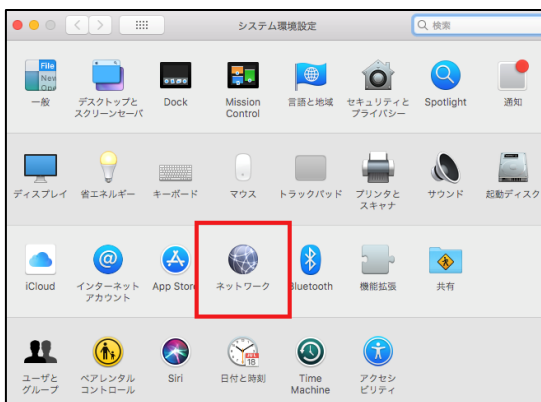 システム環境設定
検索
File
New
Ope
一般
デスクトップと
スクリーンセーバ
Dock
Mission
Control
言語と地域
セキュリティと
プライバシー
Spotlight
通知
ディスプレイ
省エネルギー
キーボード
マウス
トラックパッド
プリンタと
スキャナ
サウンド
起動ディスク
iCloud
インターネット
アカウント
App Store
ネットワーク
Bluetooth
機能拡張
共有
ユーザと
グループ
ペアレンタル
コントロール
Siri
JUL
18
日付と時刻
Time
Machine
アクセシ
ビリティ